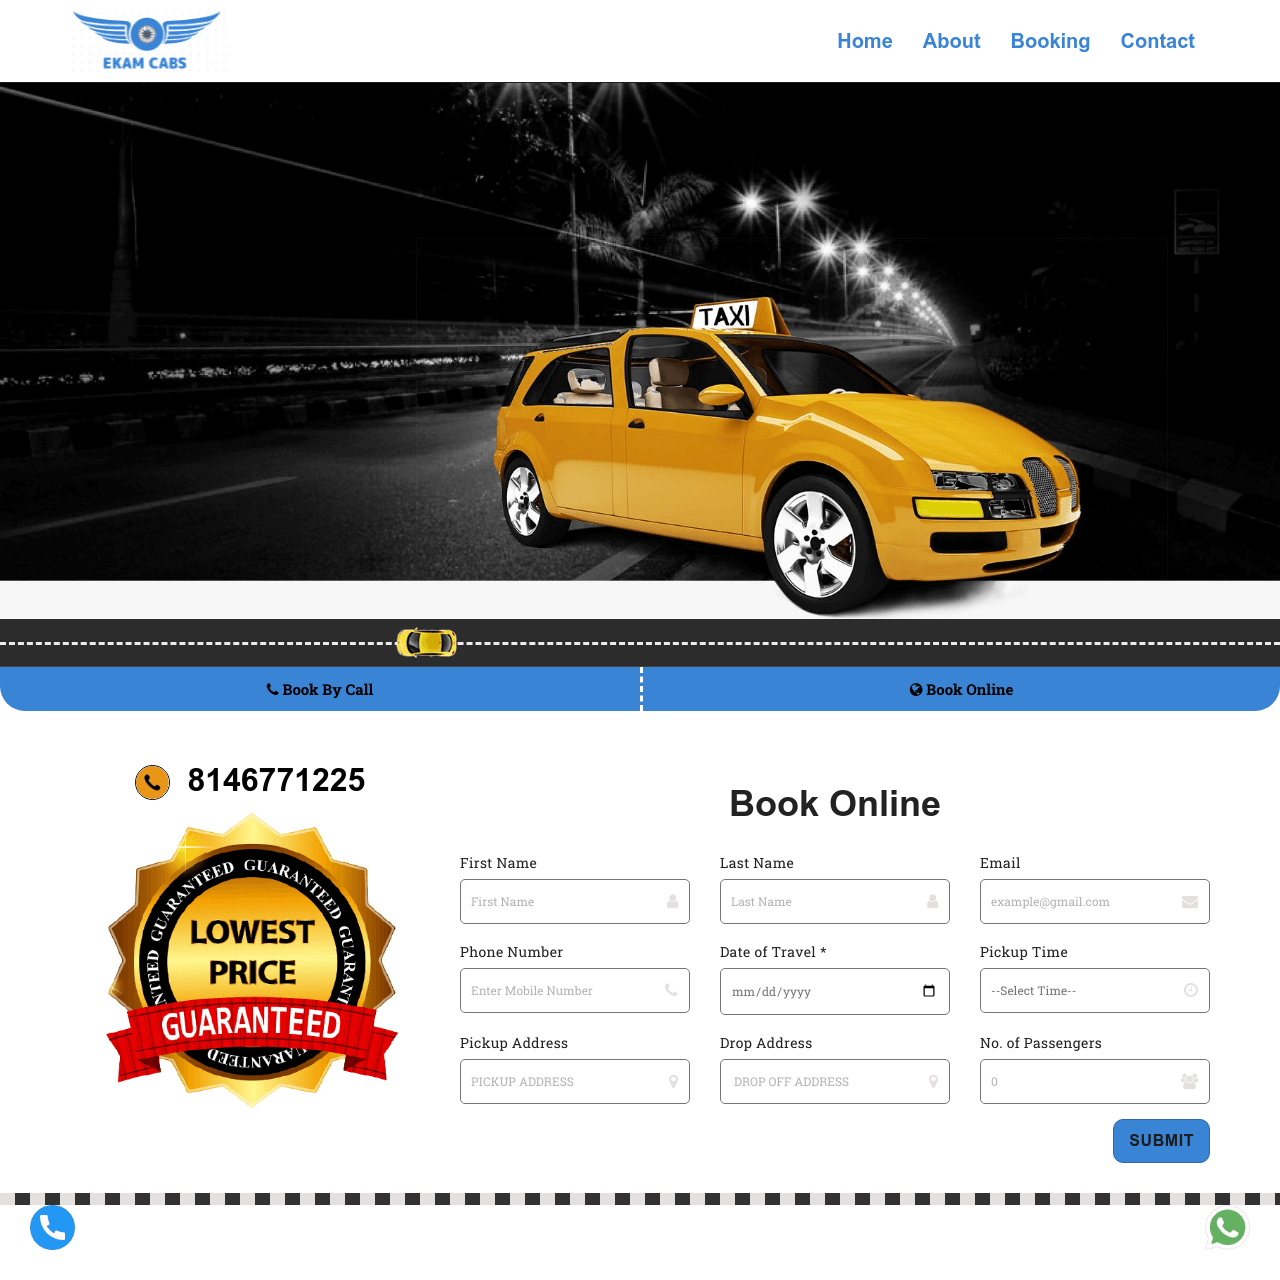 EKAM CABS
Home About Booking Contact
TAXI
Book By Call
Book Online
8146771225
GUARANTEED GUARANTEED GUARANTEED
LOWEST
PRICE
GUARANTEED
Book Online
First Name Last Name Email
First Name Last Name example@gmail.com
Phone Number Date of Travel * Pickup Time
Enter Mobile Number mm/dd/yyyy --Select Time--
Pickup Address Drop Address No. of Passengers
PICKUP ADDRESS DROP OFF ADDRESS 0
SUBMIT